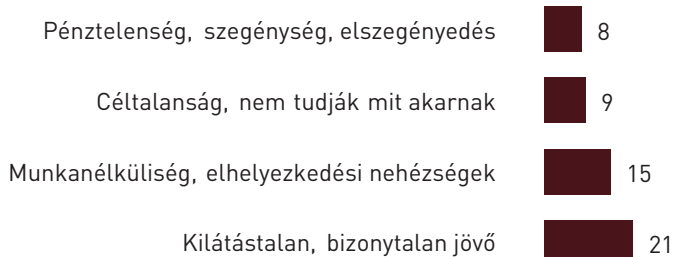 Pénztelenség, szegénység, elszegényedés 8
Céltalanság, nem tudják mit akarnak 9
Munkanélküliség, elhelyezkedési nehézségek 15
Kilátástalan, bizonytalan jövő 21